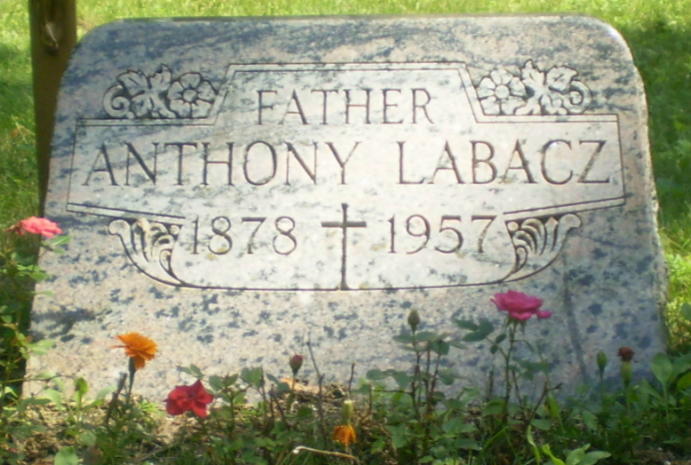 FATHER
ANTHONY LABACZ
1878 1957